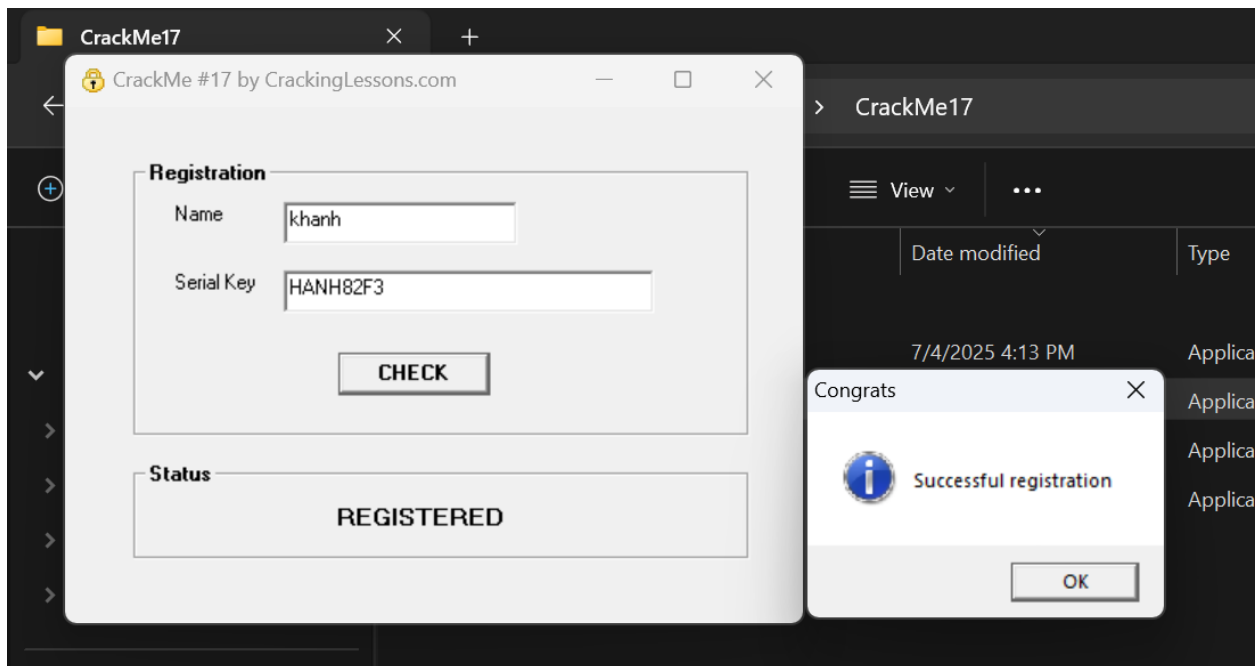 CrackMe17
CrackMe #17 by CrackingLessons.com
CrackMe17
Registration
Name
khanh
Serial Key
HANH82F3
CHECK
Status
REGISTERED
View
Date modified
Type
7/4/2025 4:13 PM
Applica
Applica
Applica
Applica
Congrats
Successful registration
OK